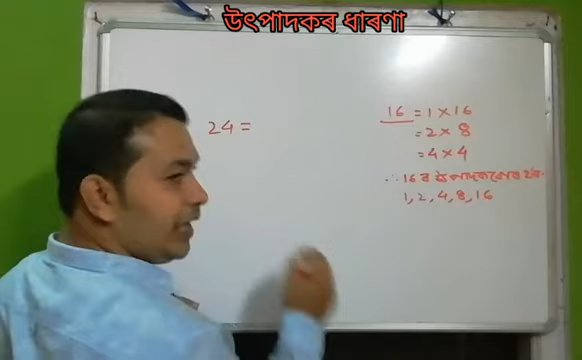 উৎপাদকৰ ধাৰণা
24 =
16 = 1 × 16
= 2 × 8
= 4 × 4
∴ 16 ৰ উৎপাদকবোৰ হ'ল-
1, 2, 4, 8, 16